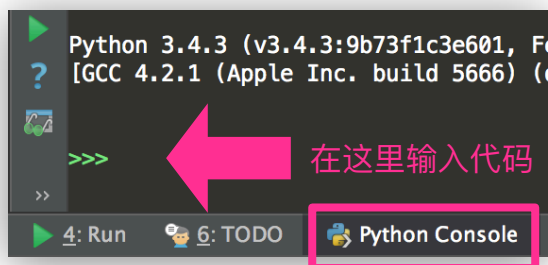 Python 3.4.3 (v3.4.3:9b73f1c3e601, Fe
[GCC 4.2.1 (Apple Inc. build 5666) (
>>>
在这里输入代码
4: Run 6: TODO Python Console